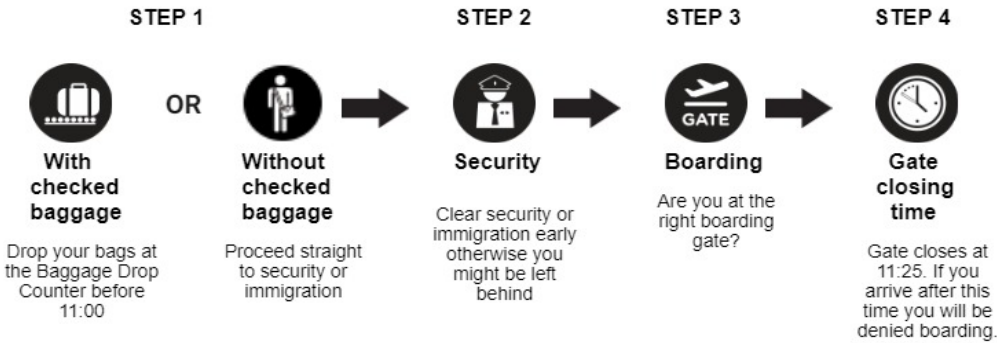 STEP 1
STEP 2
STEP 3
STEP 4
OR
GATE
With
checked
baggage
Drop your bags at
the Baggage Drop
Counter before
11:00
Without
checked
baggage
Proceed straight
to security or
immigration
Security
Clear security or
immigration early
otherwise you
might be left
behind
Boarding
Are you at the
right boarding
gate?
Gate
closing
time
Gate closes at
11:25. If you
arrive after this
time you will be
denied boarding.